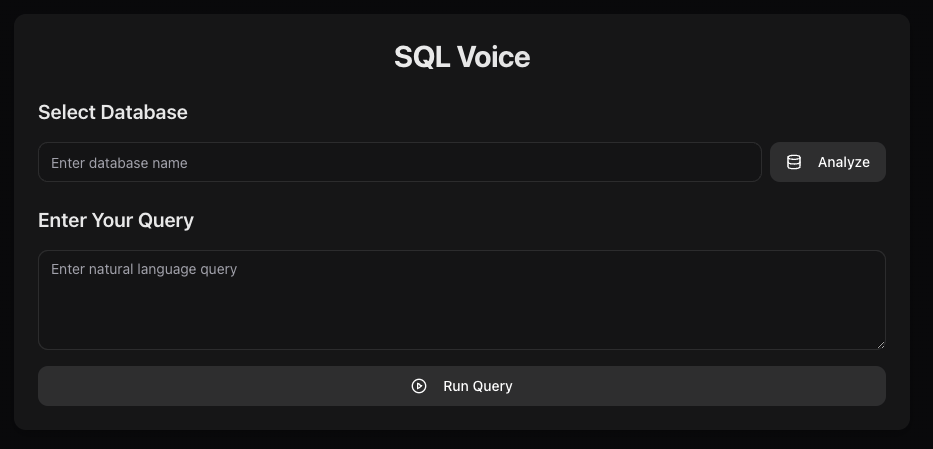 SQL Voice
Select Database
Enter database name
Analyze
Enter Your Query
Enter natural language query
Run Query